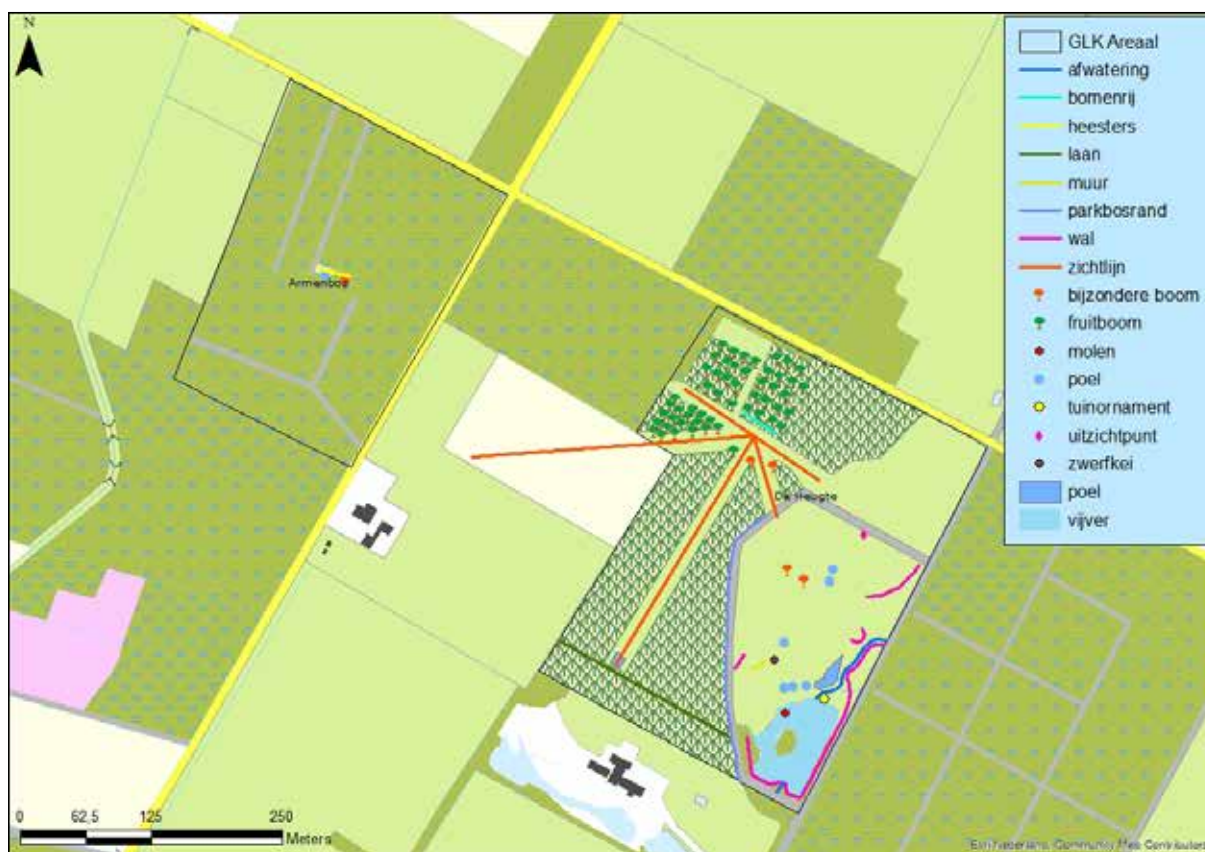 N
GLK Areaal
afwatering
bomenrij
heesters
laan
muur
parkbosrand
wal
zichtlijn
bijzondere boom
fruitboom
molen
poel
tuinornament
uitzichtpunt
zwerfkei
poel
vijver
Armenbos
De Heugte
0 62,5 125 250
Meters
Esri Nederland, Community Map Contributors